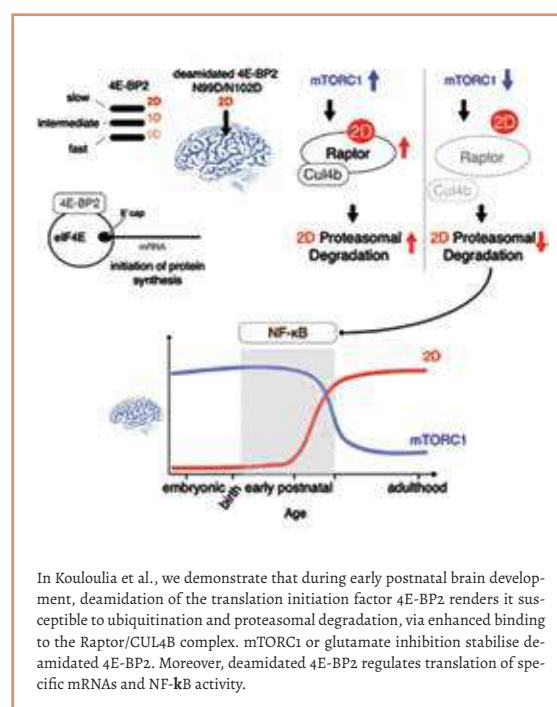 4E-BP2
slow
2D
intermediate
1D
fast
0D
deamidated 4E-BP2
N99D/N102D
2D
mTORC1
2D
Raptor
Cul4b
2D Proteasomal
Degradation
mTORC1
2D
Raptor
Cul4b
2D Proteasomal
Degradation
4E-BP2
5' cap
eIF4E
mRNA
initiation of protein
synthesis
NF-κB
2D
mTORC1
embryonic
birth
early postnatal
adulthood
Age
In Kouloulia et al., we demonstrate that during early postnatal brain develop-
ment, deamidation of the translation initiation factor 4E-BP2 renders it sus-
ceptible to ubiquitination and proteasomal degradation, via enhanced binding
to the Raptor/CUL4B complex. mTORC1 or glutamate inhibition stabilise de-
amidated 4E-BP2. Moreover, deamidated 4E-BP2 regulates translation of spe-
cific mRNAs and NF-kB activity.